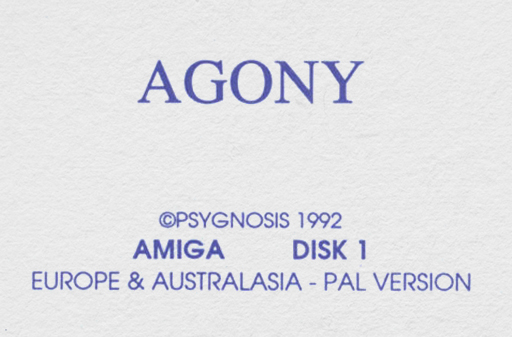 AGONY
©PSYGNOSIS 1992
AMIGA DISK 1
EUROPE & AUSTRALASIA - PAL VERSION